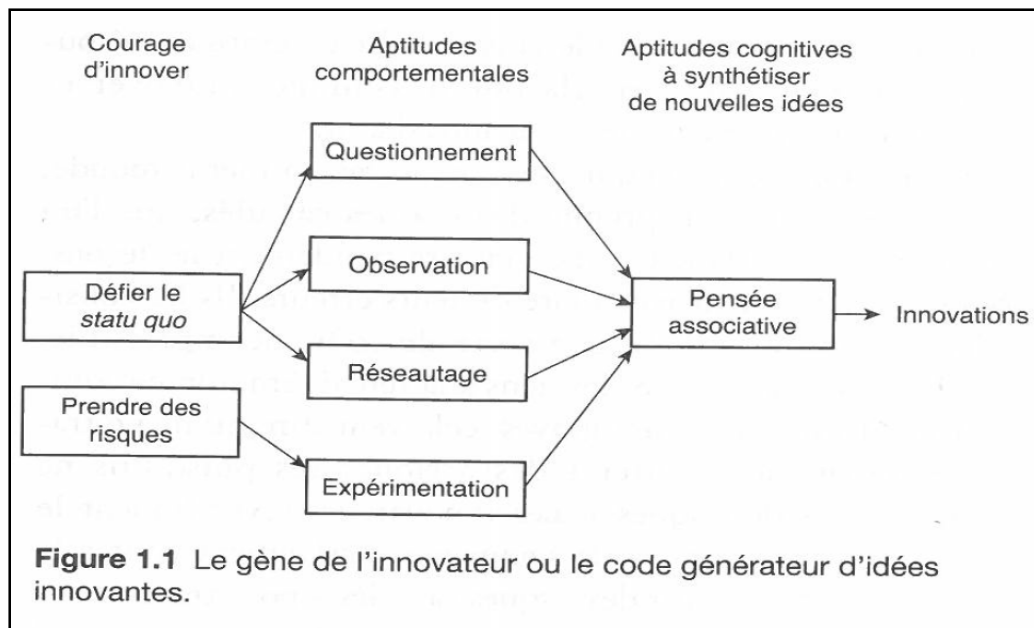 Courage
d'innover
Aptitudes
comportementales
Aptitudes cognitives
à synthétiser
de nouvelles idées
Questionnement
Observation
Défier le
statu quo
Pensée
associative
Innovations
Réseautage
Prendre des
risques
Expérimentation
Figure 1.1 Le gène de l'innovateur ou le code générateur d'idées
innovantes.